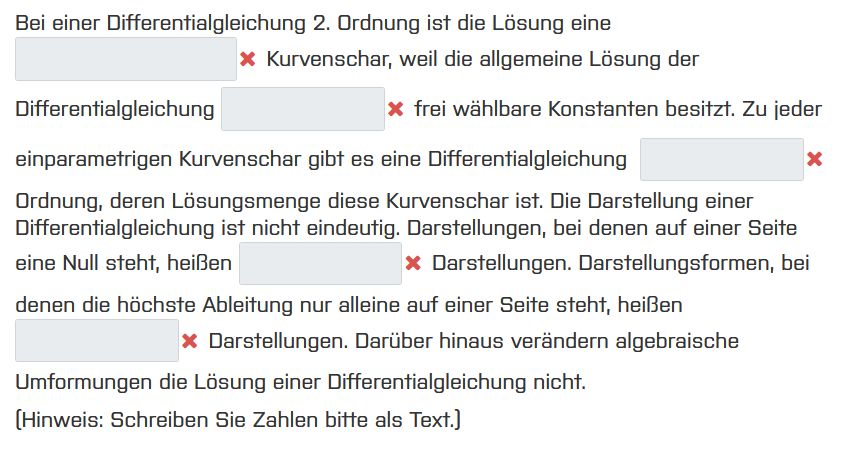 Bei einer Differentialgleichung 2. Ordnung ist die Lösung eine
Kurvenschar, weil die allgemeine Lösung der
Differentialgleichung frei wählbare Konstanten besitzt. Zu jeder
einparametrigen Kurvenschar gibt es eine Differentialgleichung
Ordnung, deren Lösungsmenge diese Kurvenschar ist. Die Darstellung einer
Differentialgleichung ist nicht eindeutig. Darstellungen, bei denen auf einer Seite
eine Null steht, heißen Darstellungen. Darstellungsformen, bei
denen die höchste Ableitung nur alleine auf einer Seite steht, heißen
Darstellungen. Darüber hinaus verändern algebraische
Umformungen die Lösung einer Differentialgleichung nicht.
(Hinweis: Schreiben Sie Zahlen bitte als Text.)